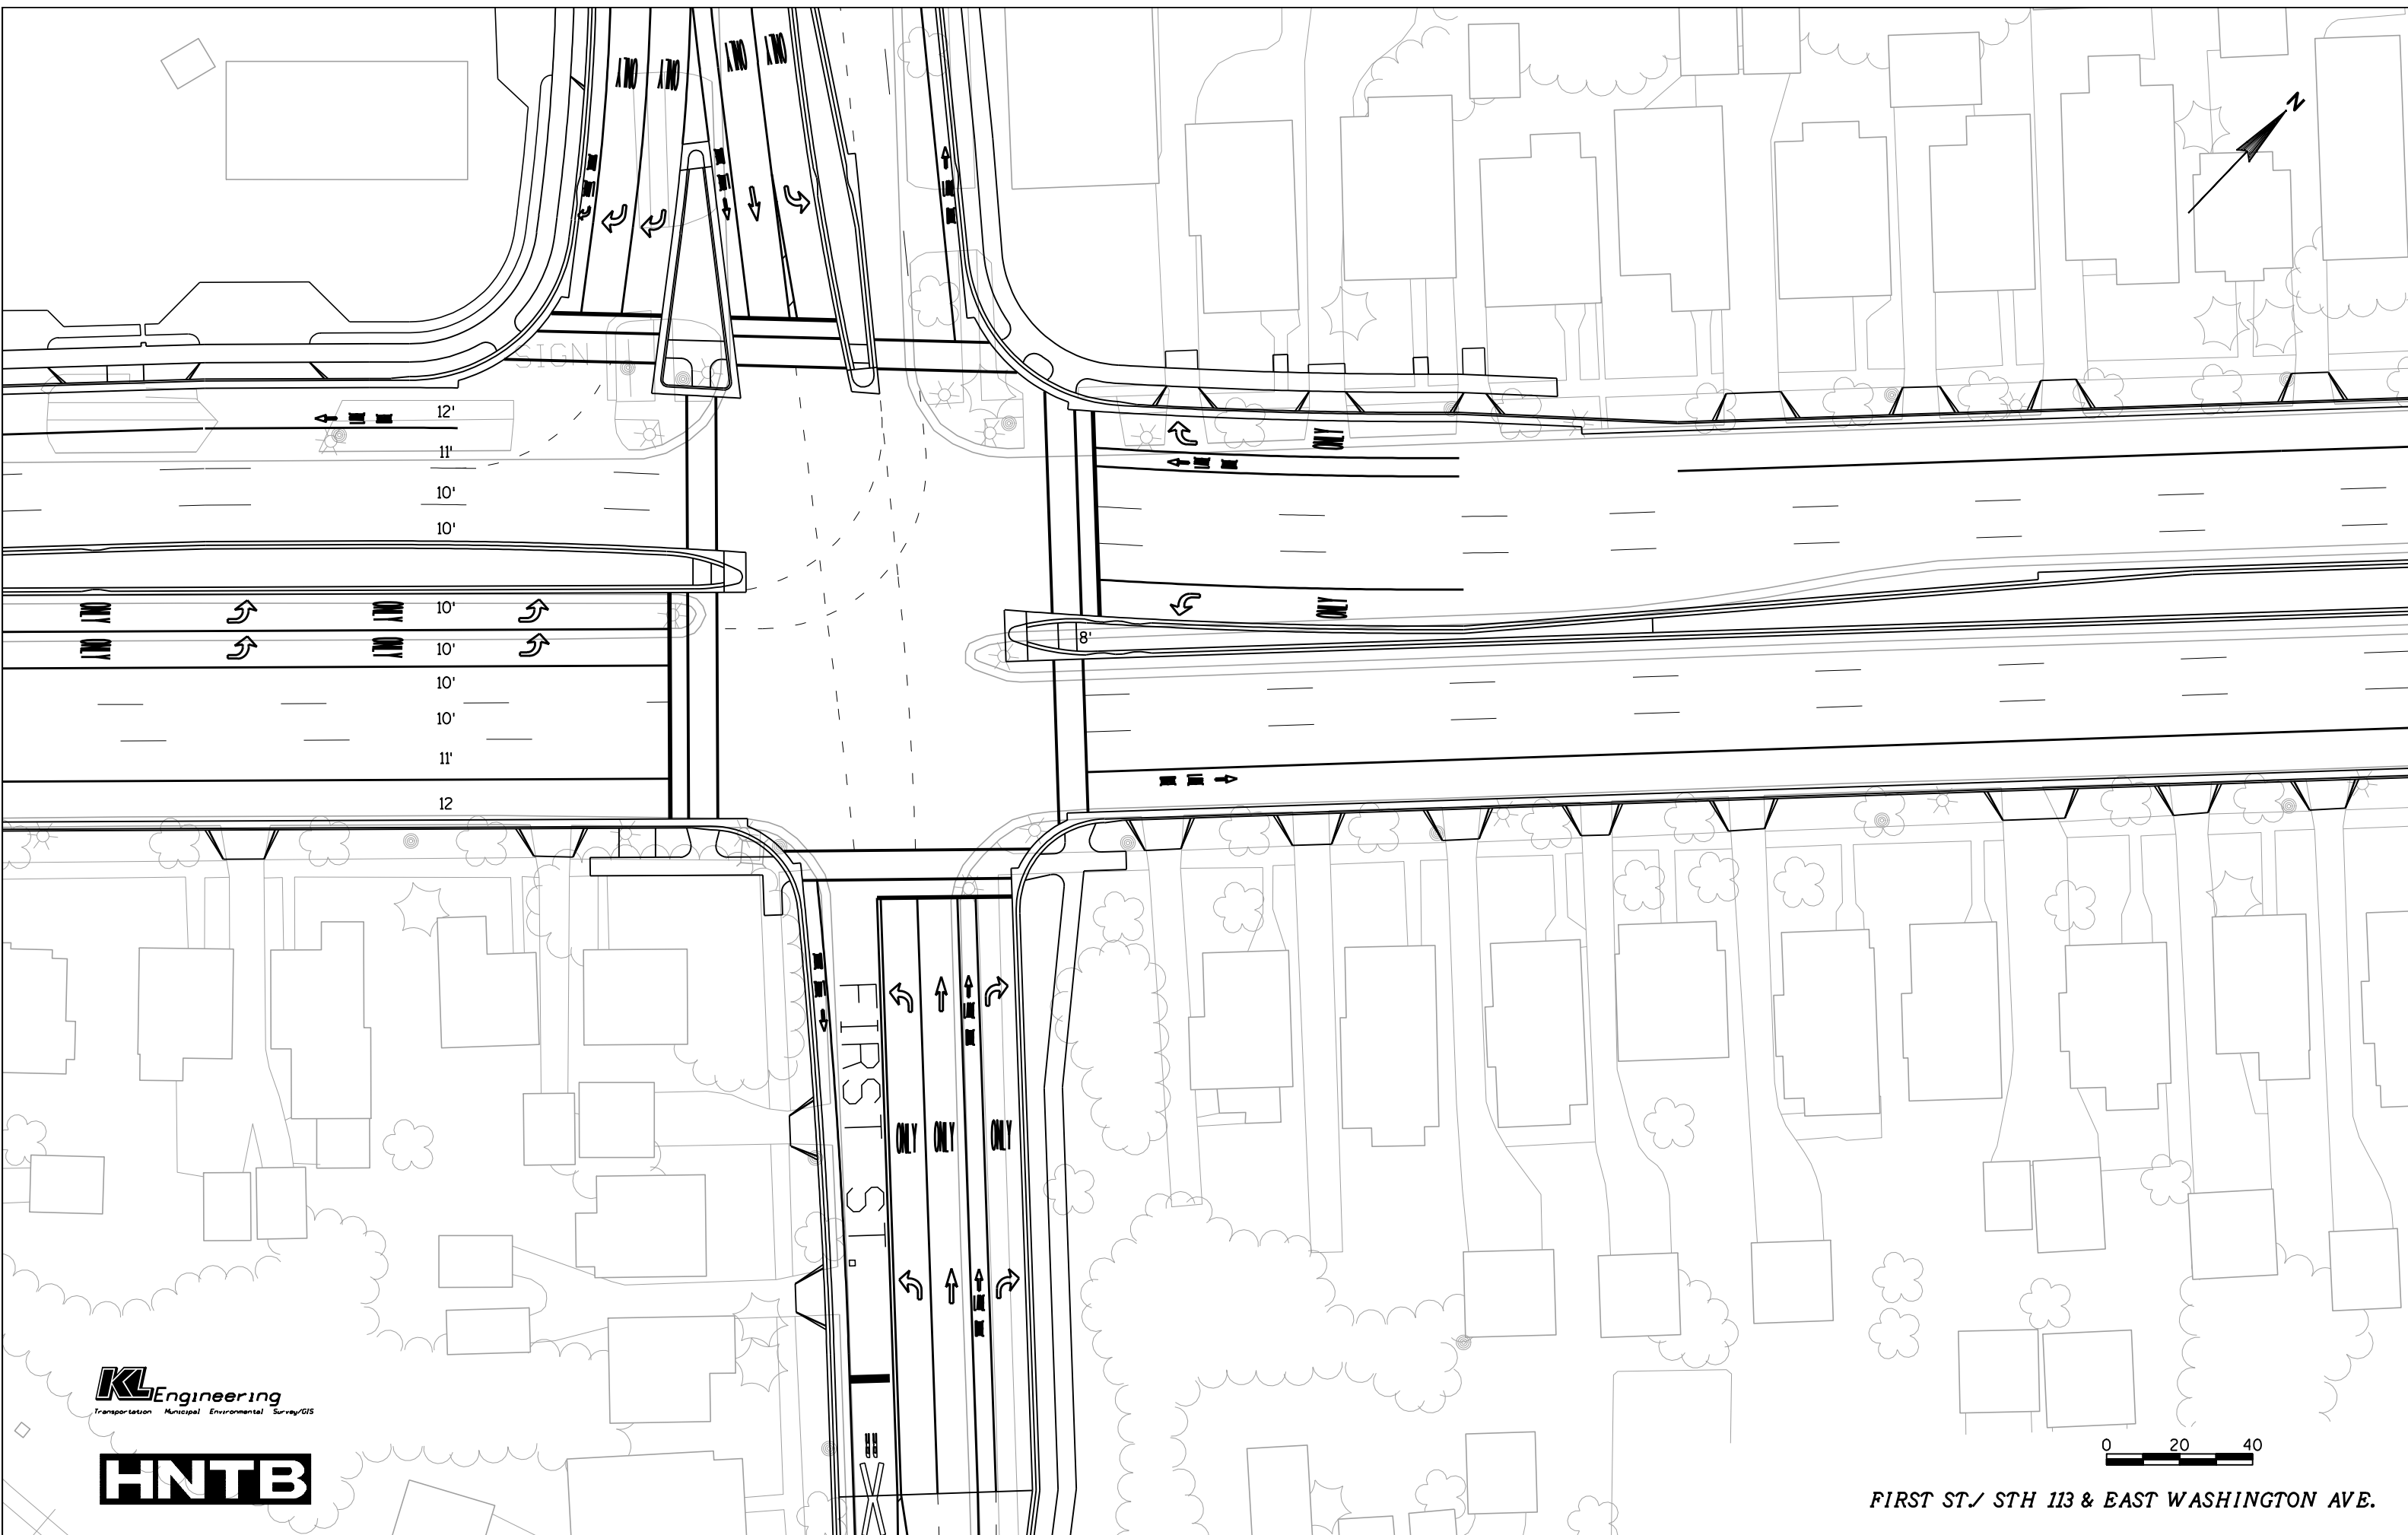 ONLY ONLY ONLY ONLY
N
SIGN
12'
11'
10'
10'
ONLY
ONLY ONLY 10' ONLY
ONLY ONLY 10' 8'
10'
10'
11'
12
FIRST ST.
ONLY ONLY ONLY
KL Engineering
Transportation Municipal Environmental Survey/GIS
HNTB
0 20 40
FIRST ST./ STH 113 & EAST WASHINGTON AVE.